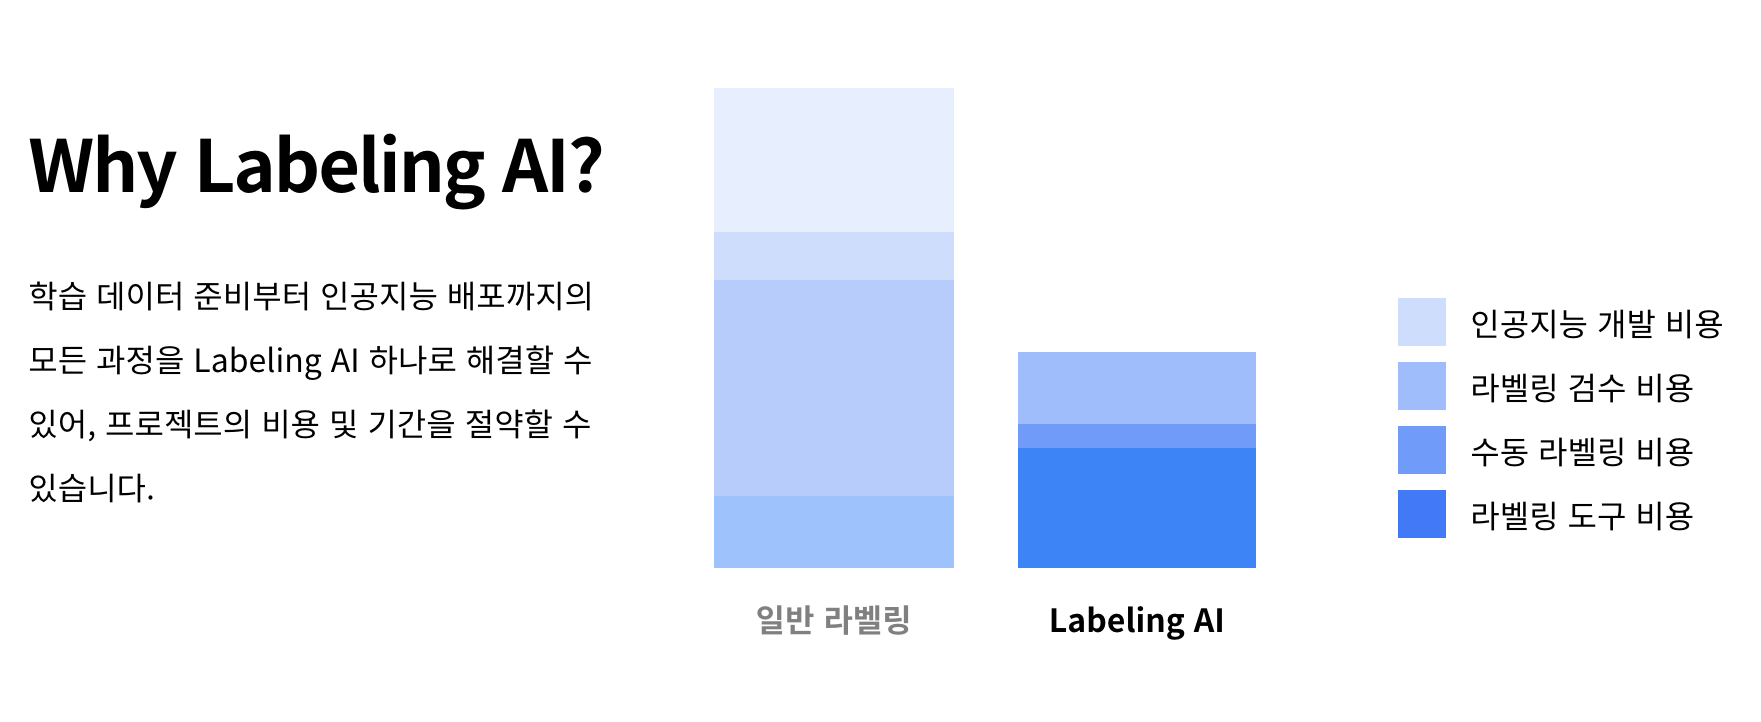 Why Labeling AI?
학습 데이터 준비부터 인공지능 배포까지의
모든 과정을 Labeling AI 하나로 해결할 수
있어, 프로젝트의 비용 및 기간을 절약할 수
있습니다.
일반 라벨링
Labeling AI
인공지능 개발 비용
라벨링 검수 비용
수동 라벨링 비용
라벨링 도구 비용